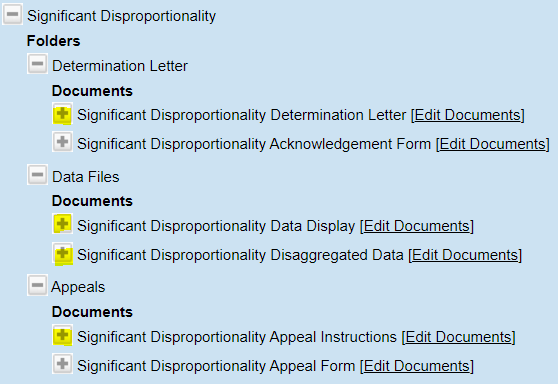 Significant Disproportionality
Folders
Determination Letter
Documents
Significant Disproportionality Determination Letter [Edit Documents]
Significant Disproportionality Acknowledgement Form [Edit Documents]
Data Files
Documents
Significant Disproportionality Data Display [Edit Documents]
Significant Disproportionality Disaggregated Data [Edit Documents]
Appeals
Documents
Significant Disproportionality Appeal Instructions [Edit Documents]
Significant Disproportionality Appeal Form [Edit Documents]